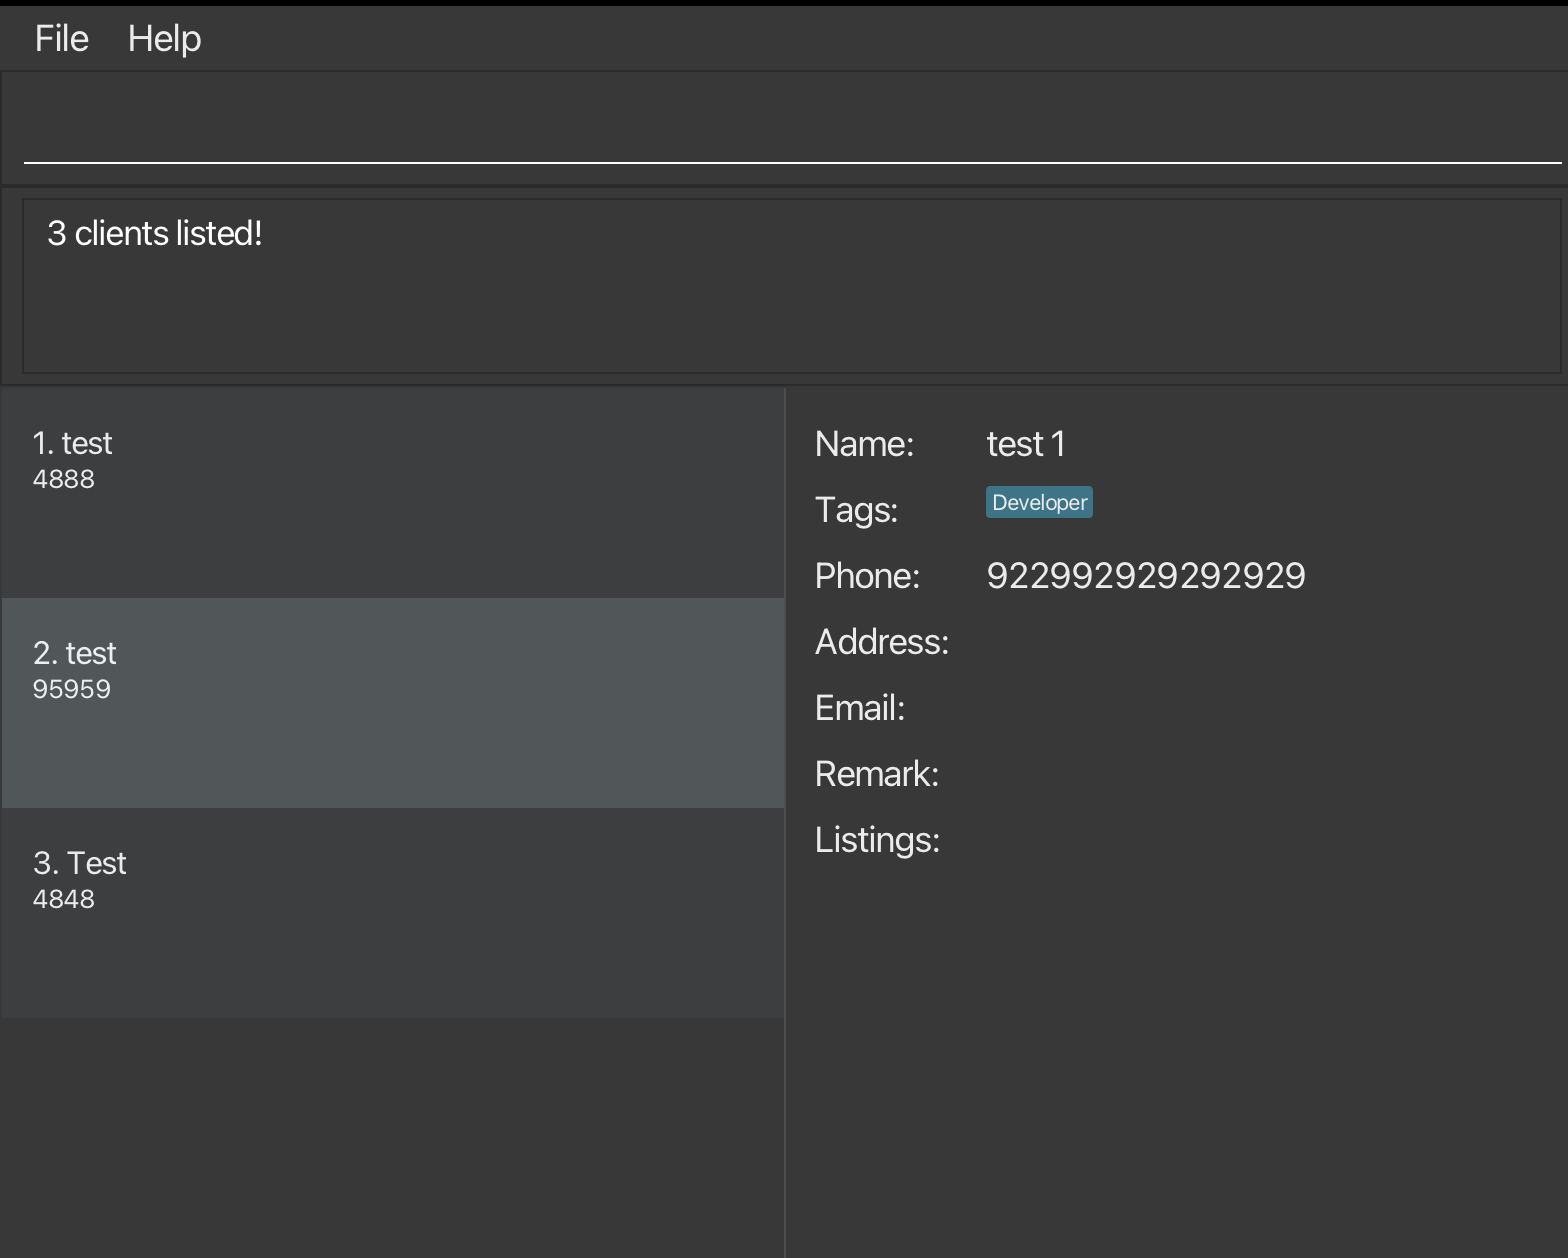 File Help
3 clients listed!
1. test
4888
2. test
95959
3. Test
4848
Name: test 1
Tags: Developer
Phone: 922992929292929
Address:
Email:
Remark:
Listings: